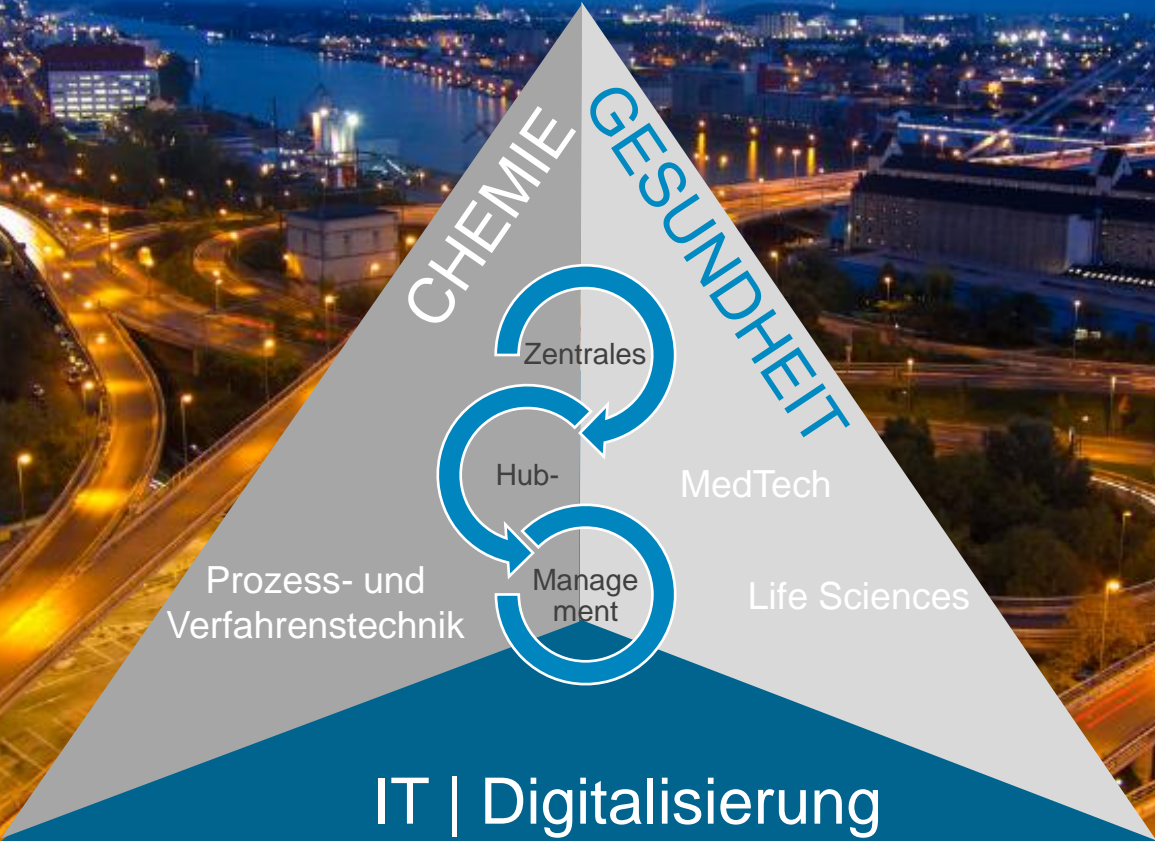 CHEMIE
GESUNDHEIT
Zentrales
Hub-
MedTech
Prozess- und
Verfahrenstechnik
Manage
ment
Life Sciences
IT | Digitalisierung